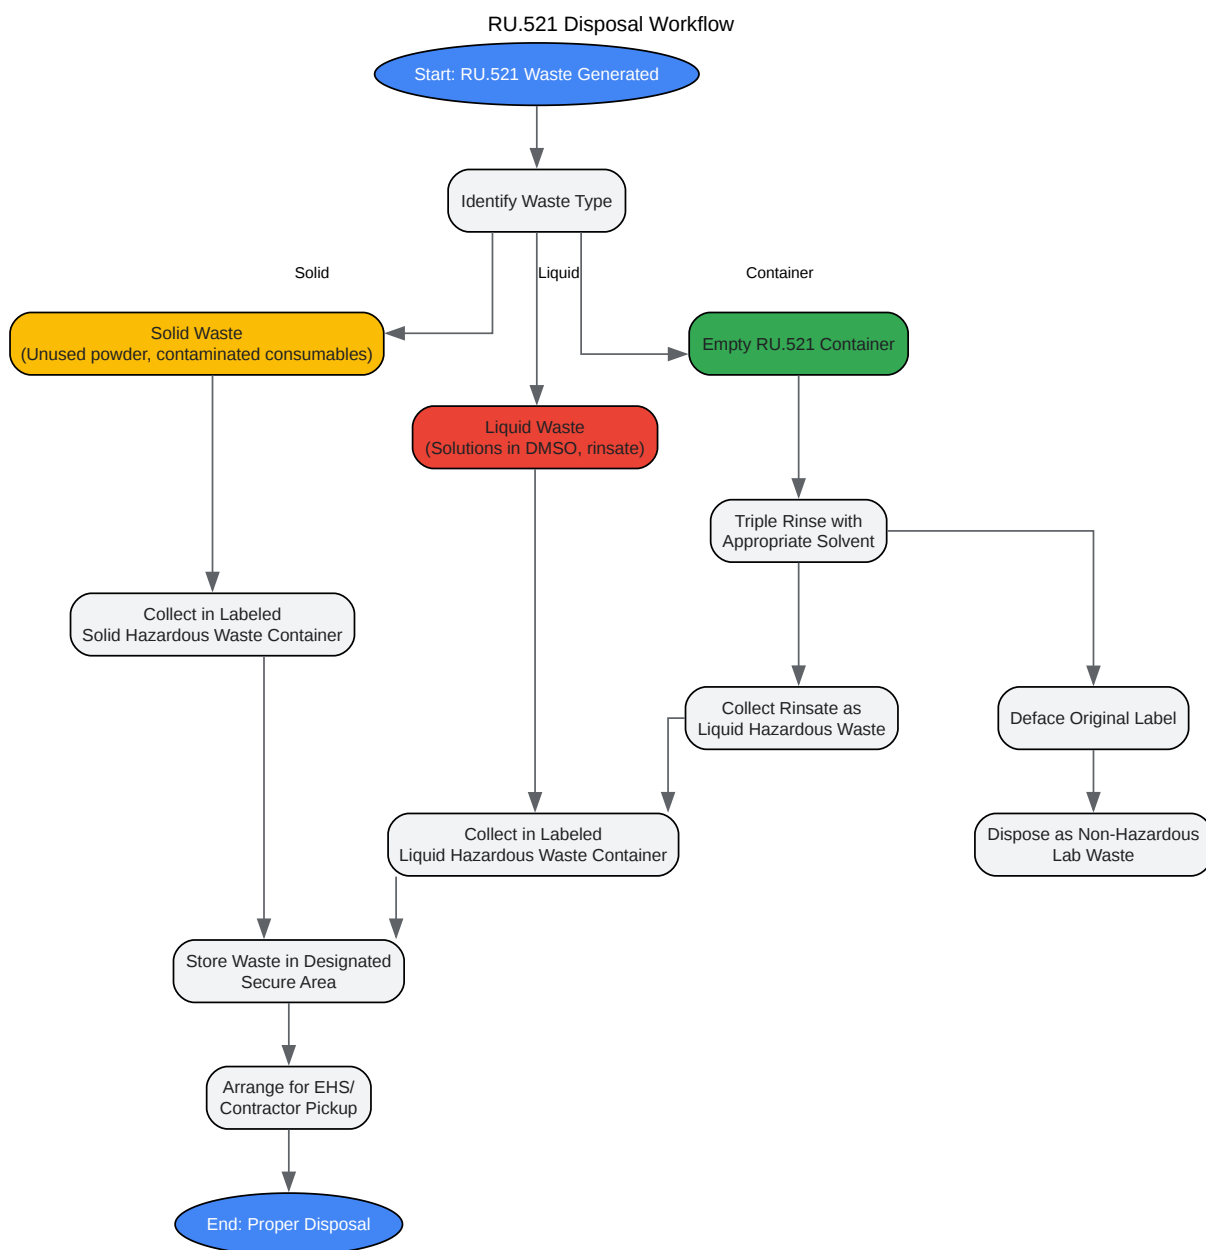 RU.521 Disposal Workflow
Start: RU.521 Waste Generated
Identify Waste Type
Solid
Liquid
Container
Solid Waste
(Unused powder, contaminated consumables)
Empty RU.521 Container
Liquid Waste
(Solutions in DMSO, rinsate)
Triple Rinse with
Appropriate Solvent
Collect in Labeled
Solid Hazardous Waste Container
Collect Rinsate as
Liquid Hazardous Waste
Deface Original Label
Collect in Labeled
Liquid Hazardous Waste Container
Dispose as Non-Hazardous
Lab Waste
Store Waste in Designated
Secure Area
Arrange for EHS/
Contractor Pickup
End: Proper Disposal